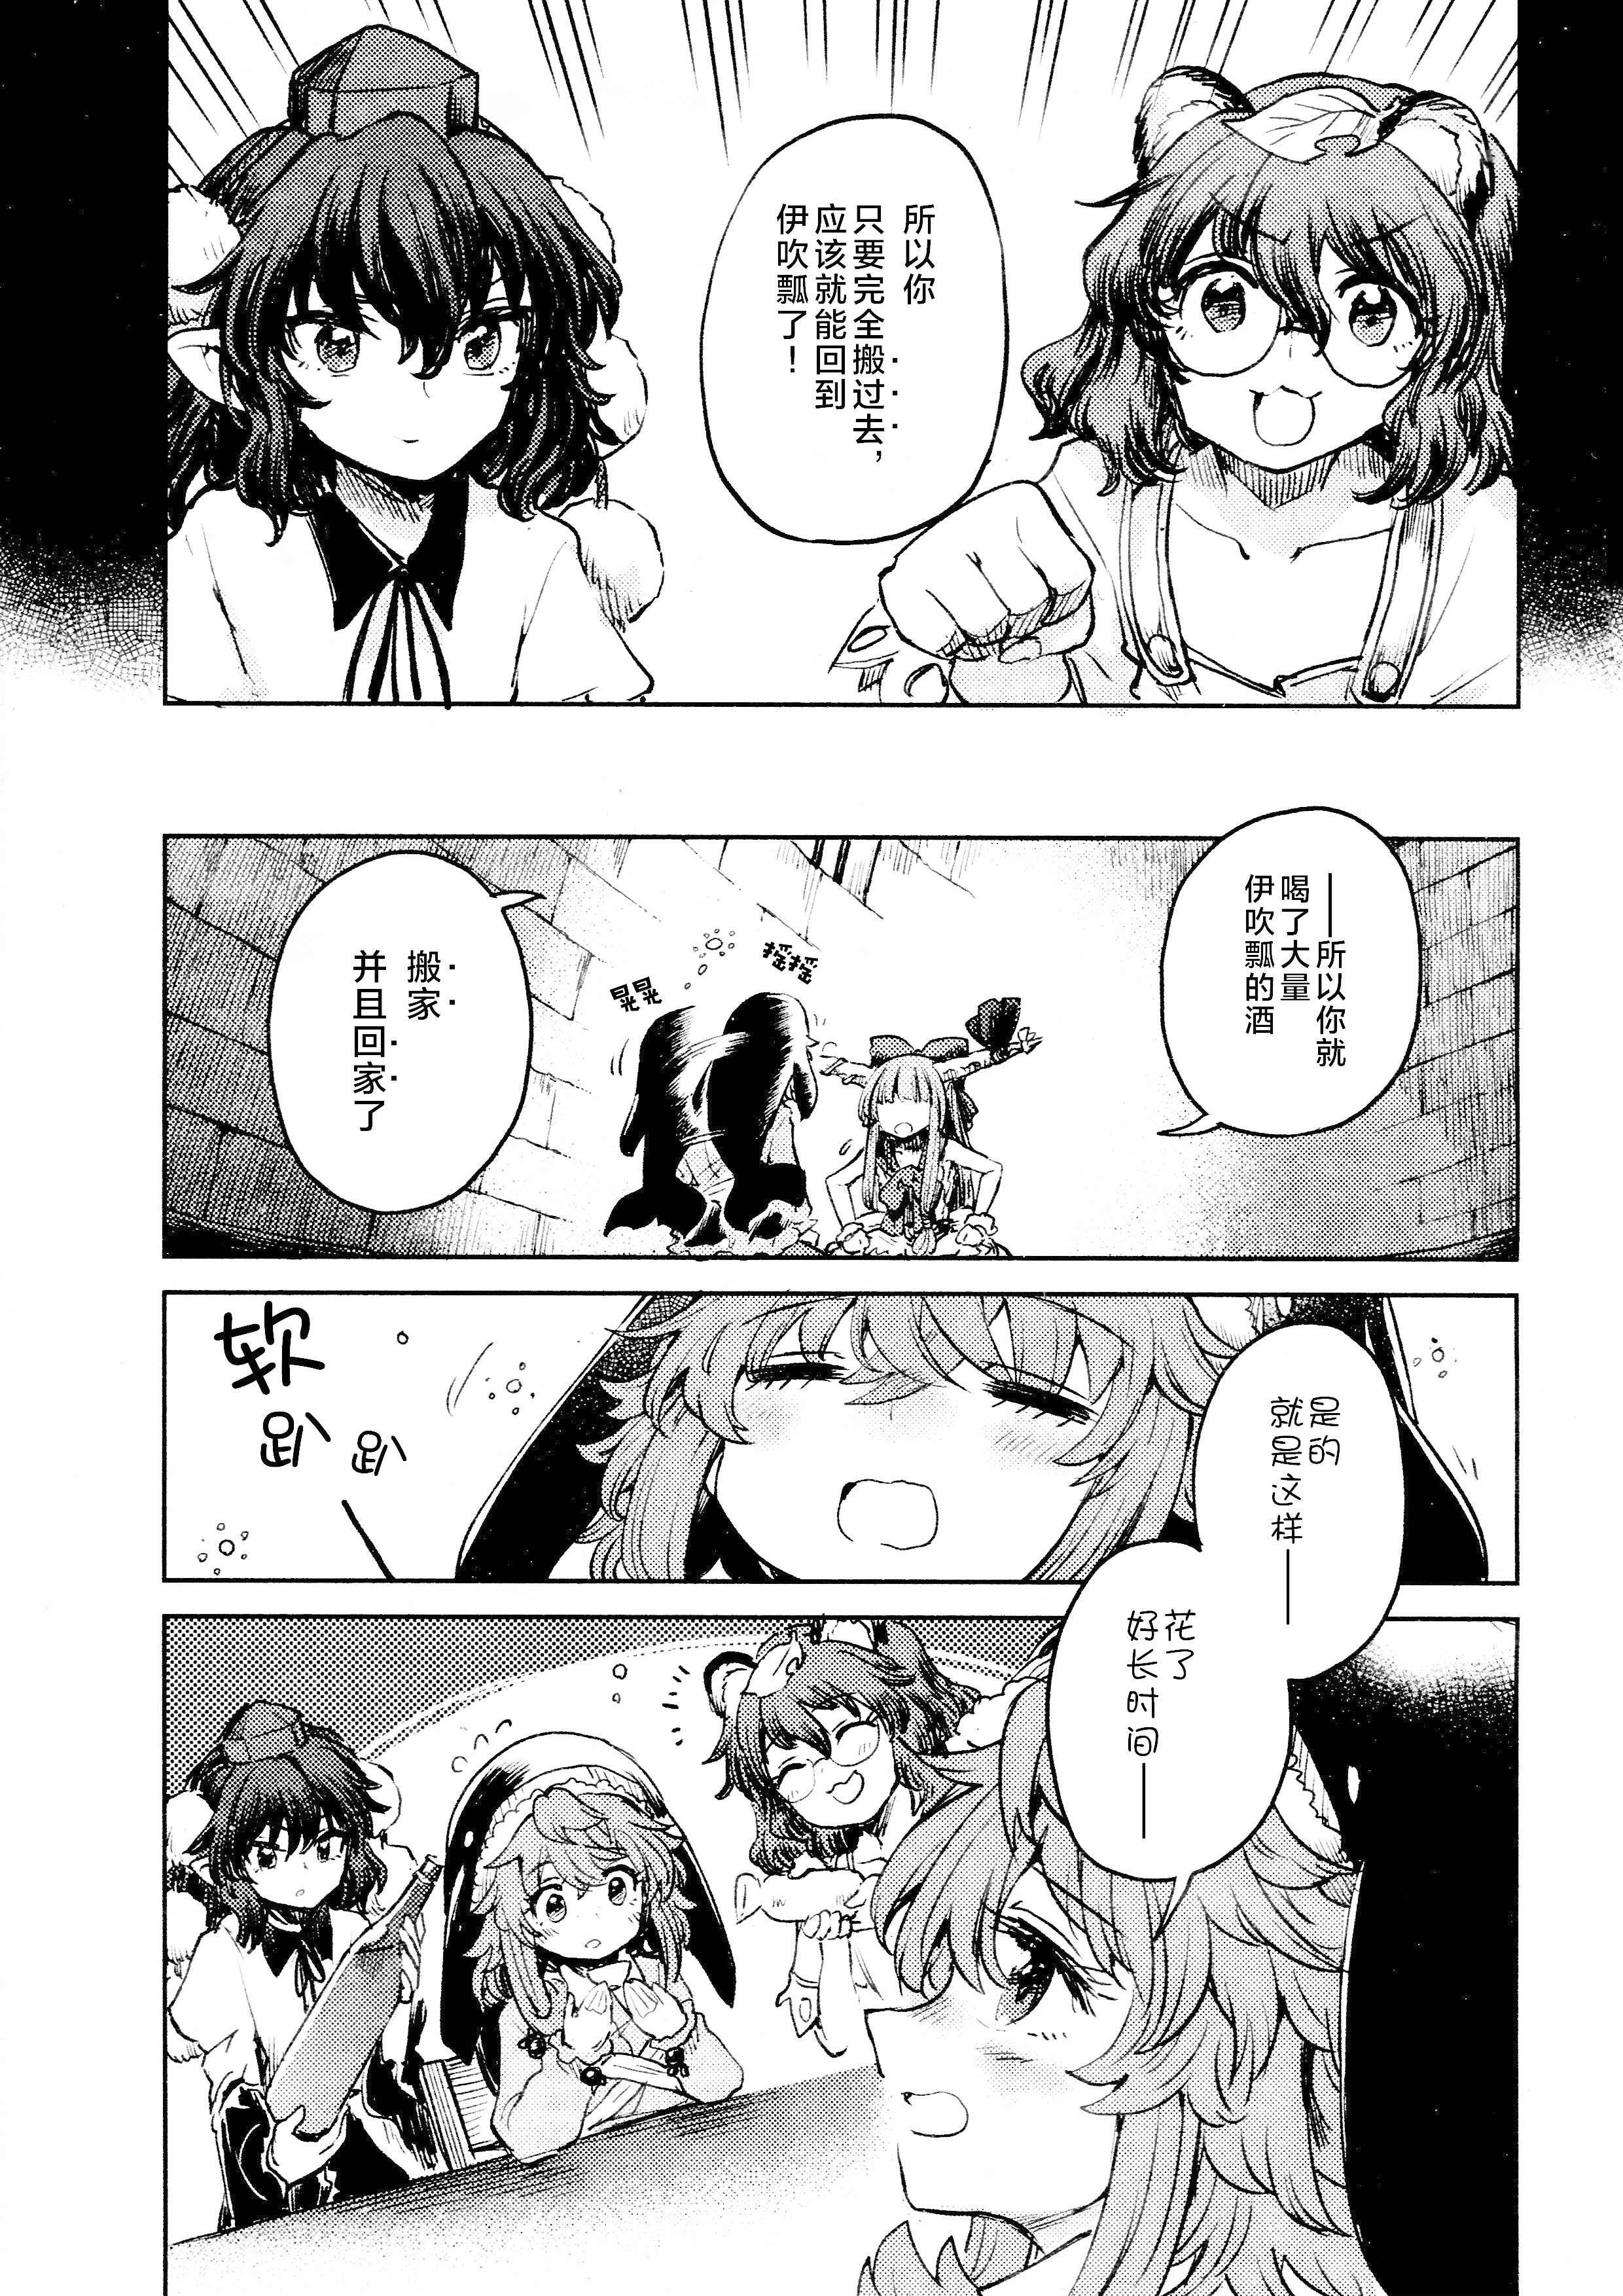 所以你
只要完全搬过去，
应该就能回到
伊吹瓢了！
——所以你就
喝了大量
伊吹瓢的酒
摇摇
晃晃
搬家
并且回家了
是的
就是这样——
软
趴
趴
花了
好长时间——